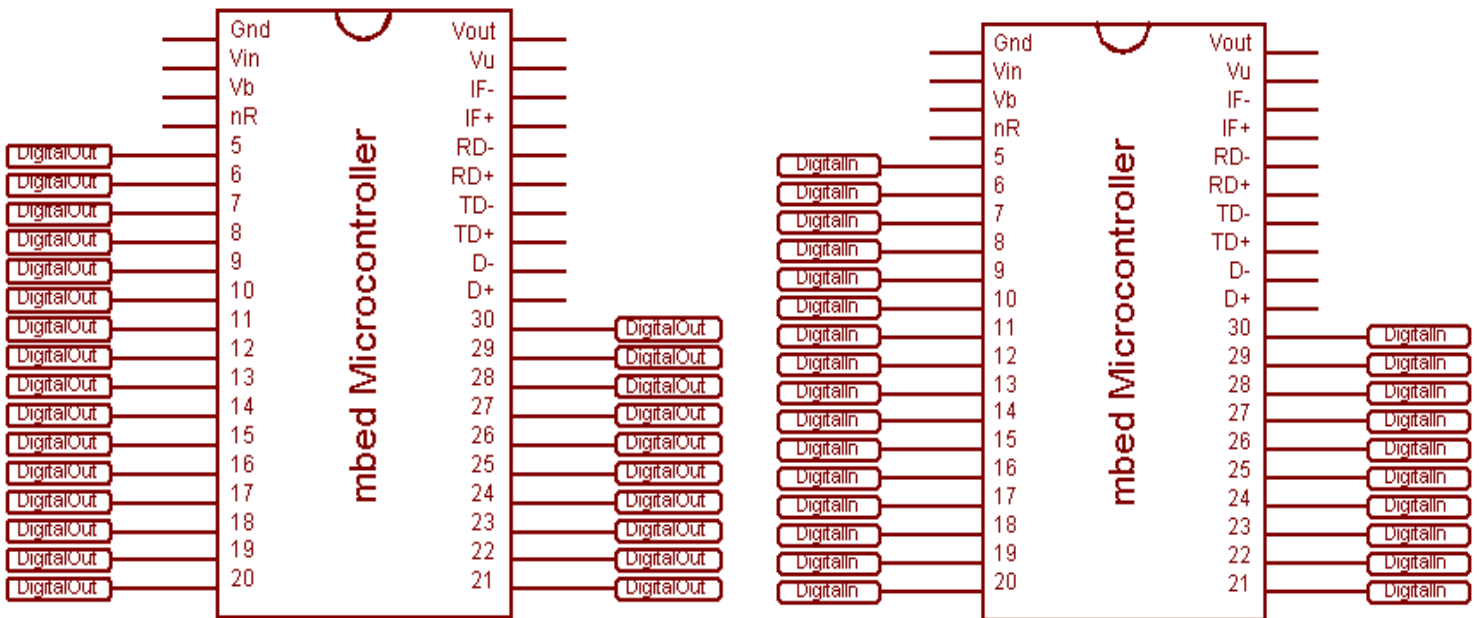 Gnd Vout
Vin Vu
Vb IF-
nR IF+
DigitalOut 5 RD-
DigitalOut 6 RD+
DigitalOut 7 TD-
DigitalOut 8 TD+
DigitalOut 9 D-
DigitalOut 10 D+
DigitalOut 11 30 DigitalOut
DigitalOut 12 29 DigitalOut
DigitalOut 13 28 DigitalOut
DigitalOut 14 27 DigitalOut
DigitalOut 15 26 DigitalOut
DigitalOut 16 25 DigitalOut
DigitalOut 17 24 DigitalOut
DigitalOut 18 23 DigitalOut
DigitalOut 19 22 DigitalOut
DigitalOut 20 21 DigitalOut
mbed Microcontroller
Gnd Vout
Vin Vu
Vb IF-
nR IF+
DigitalIn 5 RD-
DigitalIn 6 RD+
DigitalIn 7 TD-
DigitalIn 8 TD+
DigitalIn 9 D-
DigitalIn 10 D+
DigitalIn 11 30 DigitalIn
DigitalIn 12 29 DigitalIn
DigitalIn 13 28 DigitalIn
DigitalIn 14 27 DigitalIn
DigitalIn 15 26 DigitalIn
DigitalIn 16 25 DigitalIn
DigitalIn 17 24 DigitalIn
DigitalIn 18 23 DigitalIn
DigitalIn 19 22 DigitalIn
DigitalIn 20 21 DigitalIn
mbed Microcontroller